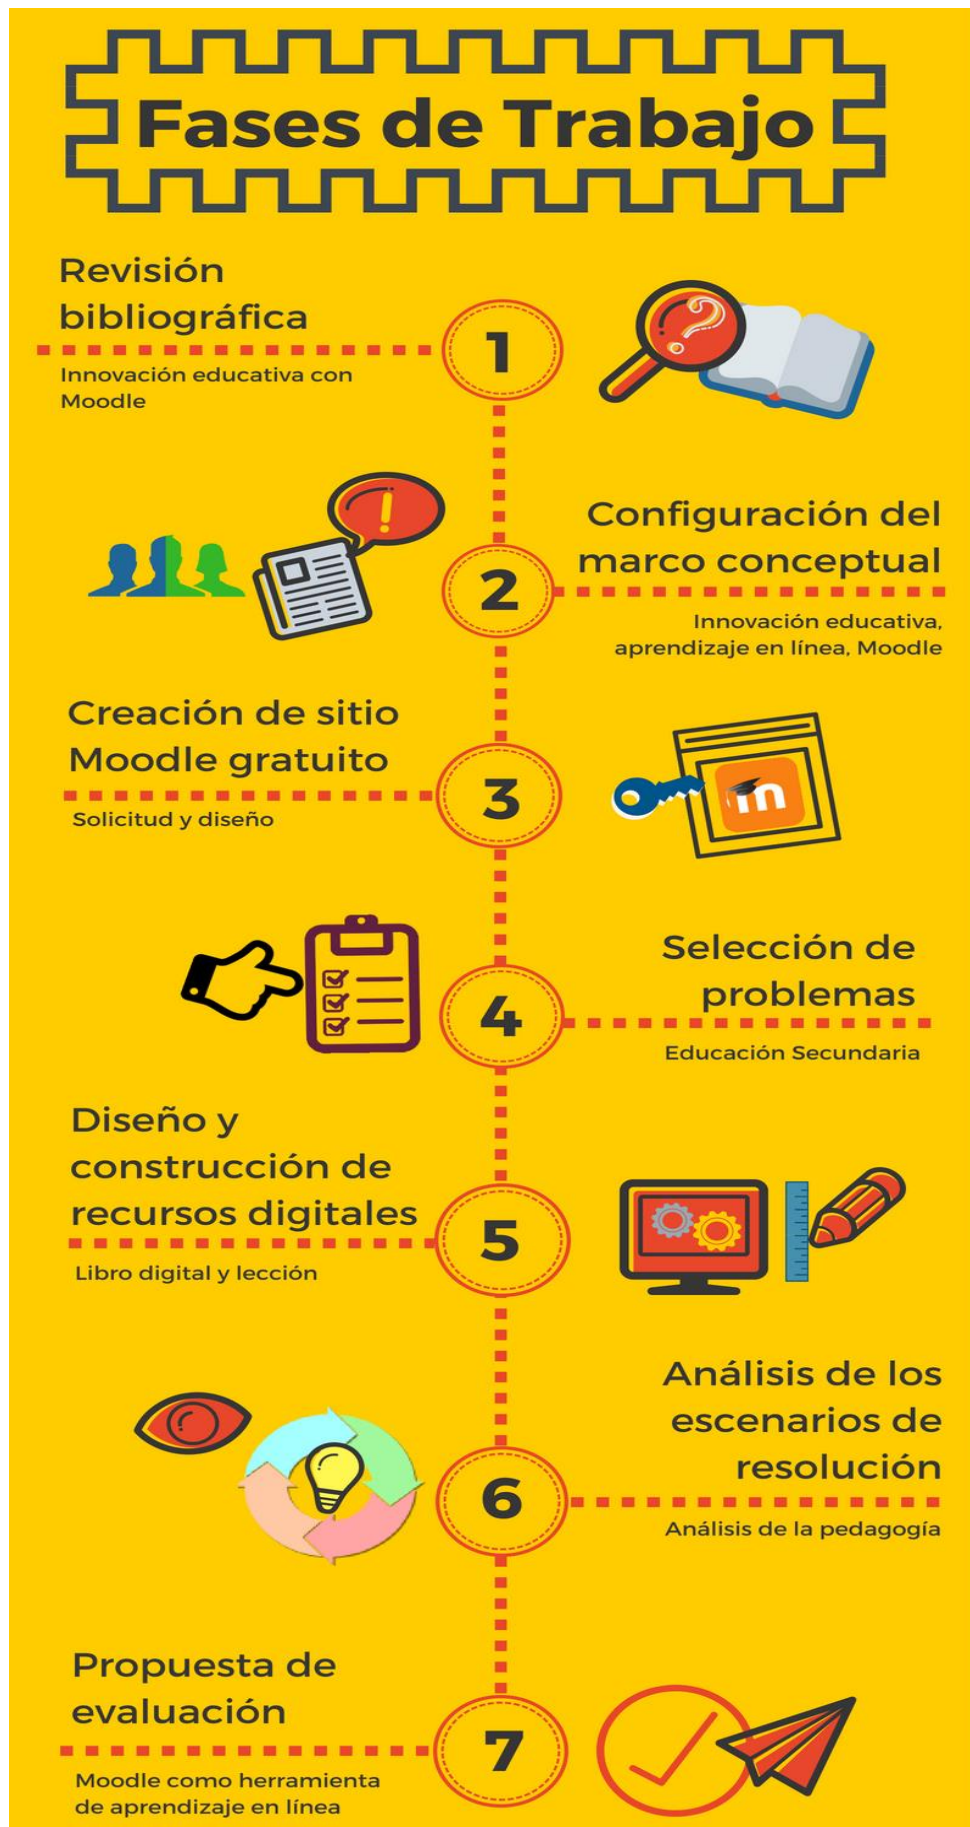 Fases de Trabajo
Revisión
bibliográfica
Innovación educativa con
Moodle
1
Configuración del
marco conceptual
Innovación educativa,
aprendizaje en línea, Moodle
2
Creación de sitio
Moodle gratuito
Solicitud y diseño
3
m
Selección de
problemas
Educación Secundaria
4
Diseño y
construcción de
recursos digitales
Libro digital y lección
5
Análisis de los
escenarios de
resolución
Análisis de la pedagogía
6
Propuesta de
evaluación
Moodle como herramienta
de aprendizaje en línea
7